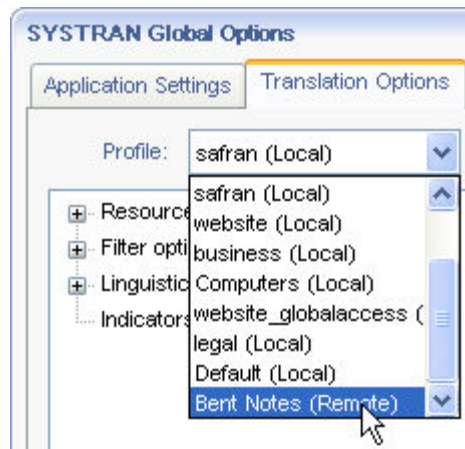 SYSTRAN Global Options
Application Settings
Translation Options
Profile:
safran (Local)
safran (Local)
website (Local)
business (Local)
Computers (Local)
website_globalaccess (
legal (Local)
Default (Local)
Bent Notes (Remote)
Resource
Filter opti
Linguistic
Indicators